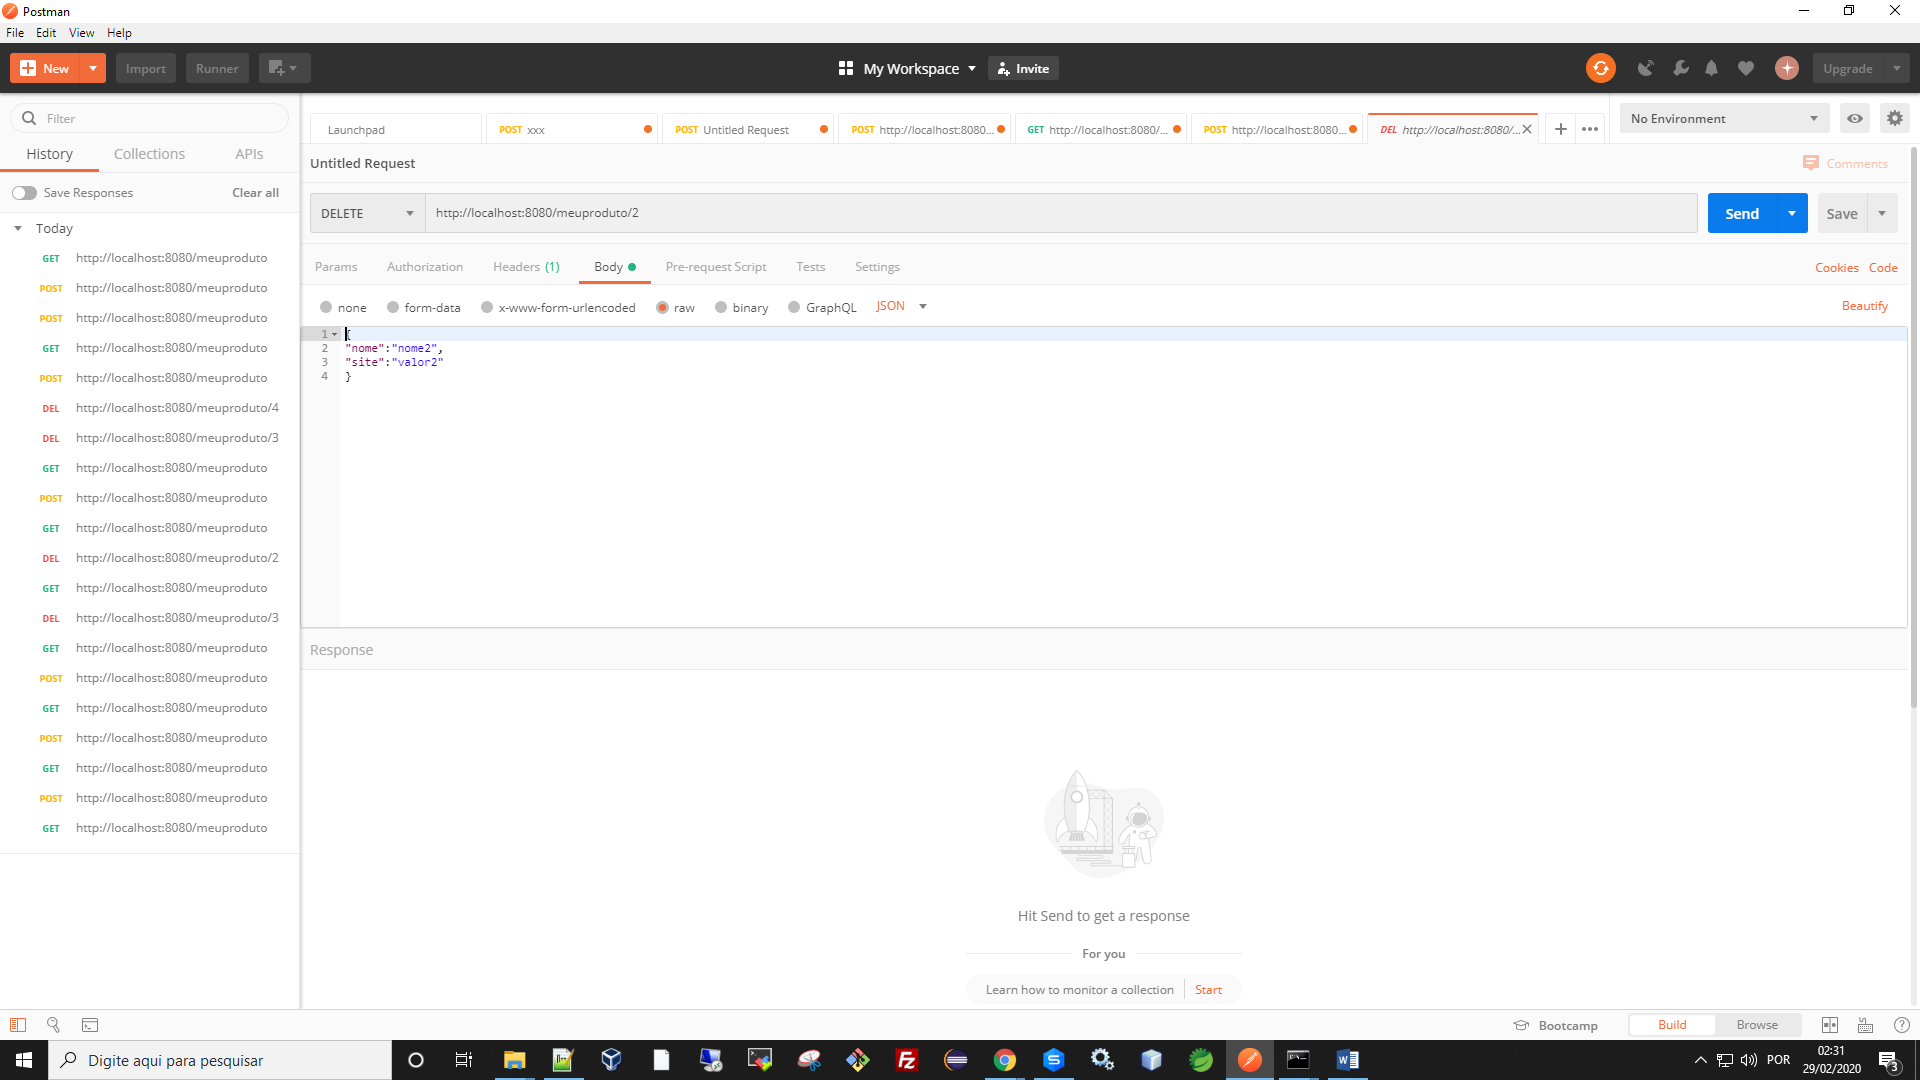 Postman
File Edit View Help
New Import Runner My Workspace Invite Upgrade
Filter
History Collections APIs
Save Responses Clear all
Today
GET http://localhost:8080/meuproduto
POST http://localhost:8080/meuproduto
POST http://localhost:8080/meuproduto
GET http://localhost:8080/meuproduto
POST http://localhost:8080/meuproduto
DEL http://localhost:8080/meuproduto/4
DEL http://localhost:8080/meuproduto/3
GET http://localhost:8080/meuproduto
POST http://localhost:8080/meuproduto
GET http://localhost:8080/meuproduto
DEL http://localhost:8080/meuproduto/2
GET http://localhost:8080/meuproduto
DEL http://localhost:8080/meuproduto/3
GET http://localhost:8080/meuproduto
POST http://localhost:8080/meuproduto
GET http://localhost:8080/meuproduto
POST http://localhost:8080/meuproduto
GET http://localhost:8080/meuproduto
POST http://localhost:8080/meuproduto
GET http://localhost:8080/meuproduto
Launchpad POST xxx POST Untitled Request POST http://localhost:8080... GET http://localhost:8080/... POST http://localhost:8080... DEL http://localhost:8080/... No Environment
Untitled Request Comments
DELETE http://localhost:8080/meuproduto/2 Send Save
Params Authorization Headers (1) Body Pre-request Script Tests Settings Cookies Code
none form-data x-www-form-urlencoded raw binary GraphQL JSON Beautify
1 {
2 "nome":"nome2",
3 "site":"valor2"
4 }
Response
Hit Send to get a response
For you
Learn how to monitor a collection Start
Bootcamp Build Browse
Digite aqui para pesquisar
POR
02:31
29/02/2020
3